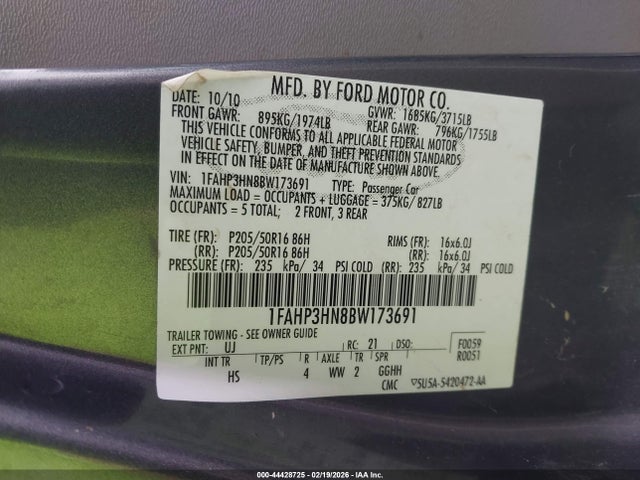 MFD. BY FORD MOTOR CO.
DATE: 10/10 GVWR: 1685KG/3715LB
FRONT GAWR: 895KG/1974LB REAR GAWR: 796KG/1755LB
THIS VEHICLE CONFORMS TO ALL APPLICABLE FEDERAL MOTOR
VEHICLE SAFETY, BUMPER, AND THEFT PREVENTION STANDARDS
IN EFFECT ON THE DATE OF MANUFACTURE SHOWN ABOVE.
VIN: 1FAHP3HN8BW173691 TYPE: Passenger Car
MAXIMUM LOAD = OCCUPANTS + LUGGAGE = 375KG/827LB
OCCUPANTS = 5 TOTAL; 2 FRONT, 3 REAR
TIRE (FR): P205/50R16 86H RIMS (FR): 16x6.0J
(RR): P205/50R16 86H (RR): 16x6.0J
PRESSURE (FR): 235 kPa/ 34 PSI COLD (RR): 235 kPa/ 34 PSI COLD
1FAHP3HN8BW173691
TRAILER TOWING - SEE OWNER GUIDE
EXT PNT: UJ RC: 21 DSO: F0059
R0051
INT TR TP/PS R AXLE TR SPR
HS 4 WW 2 GGHH
CMC 5U5A-5420472-AA
000-44428725 - 02/19/2026 - IAA Inc.